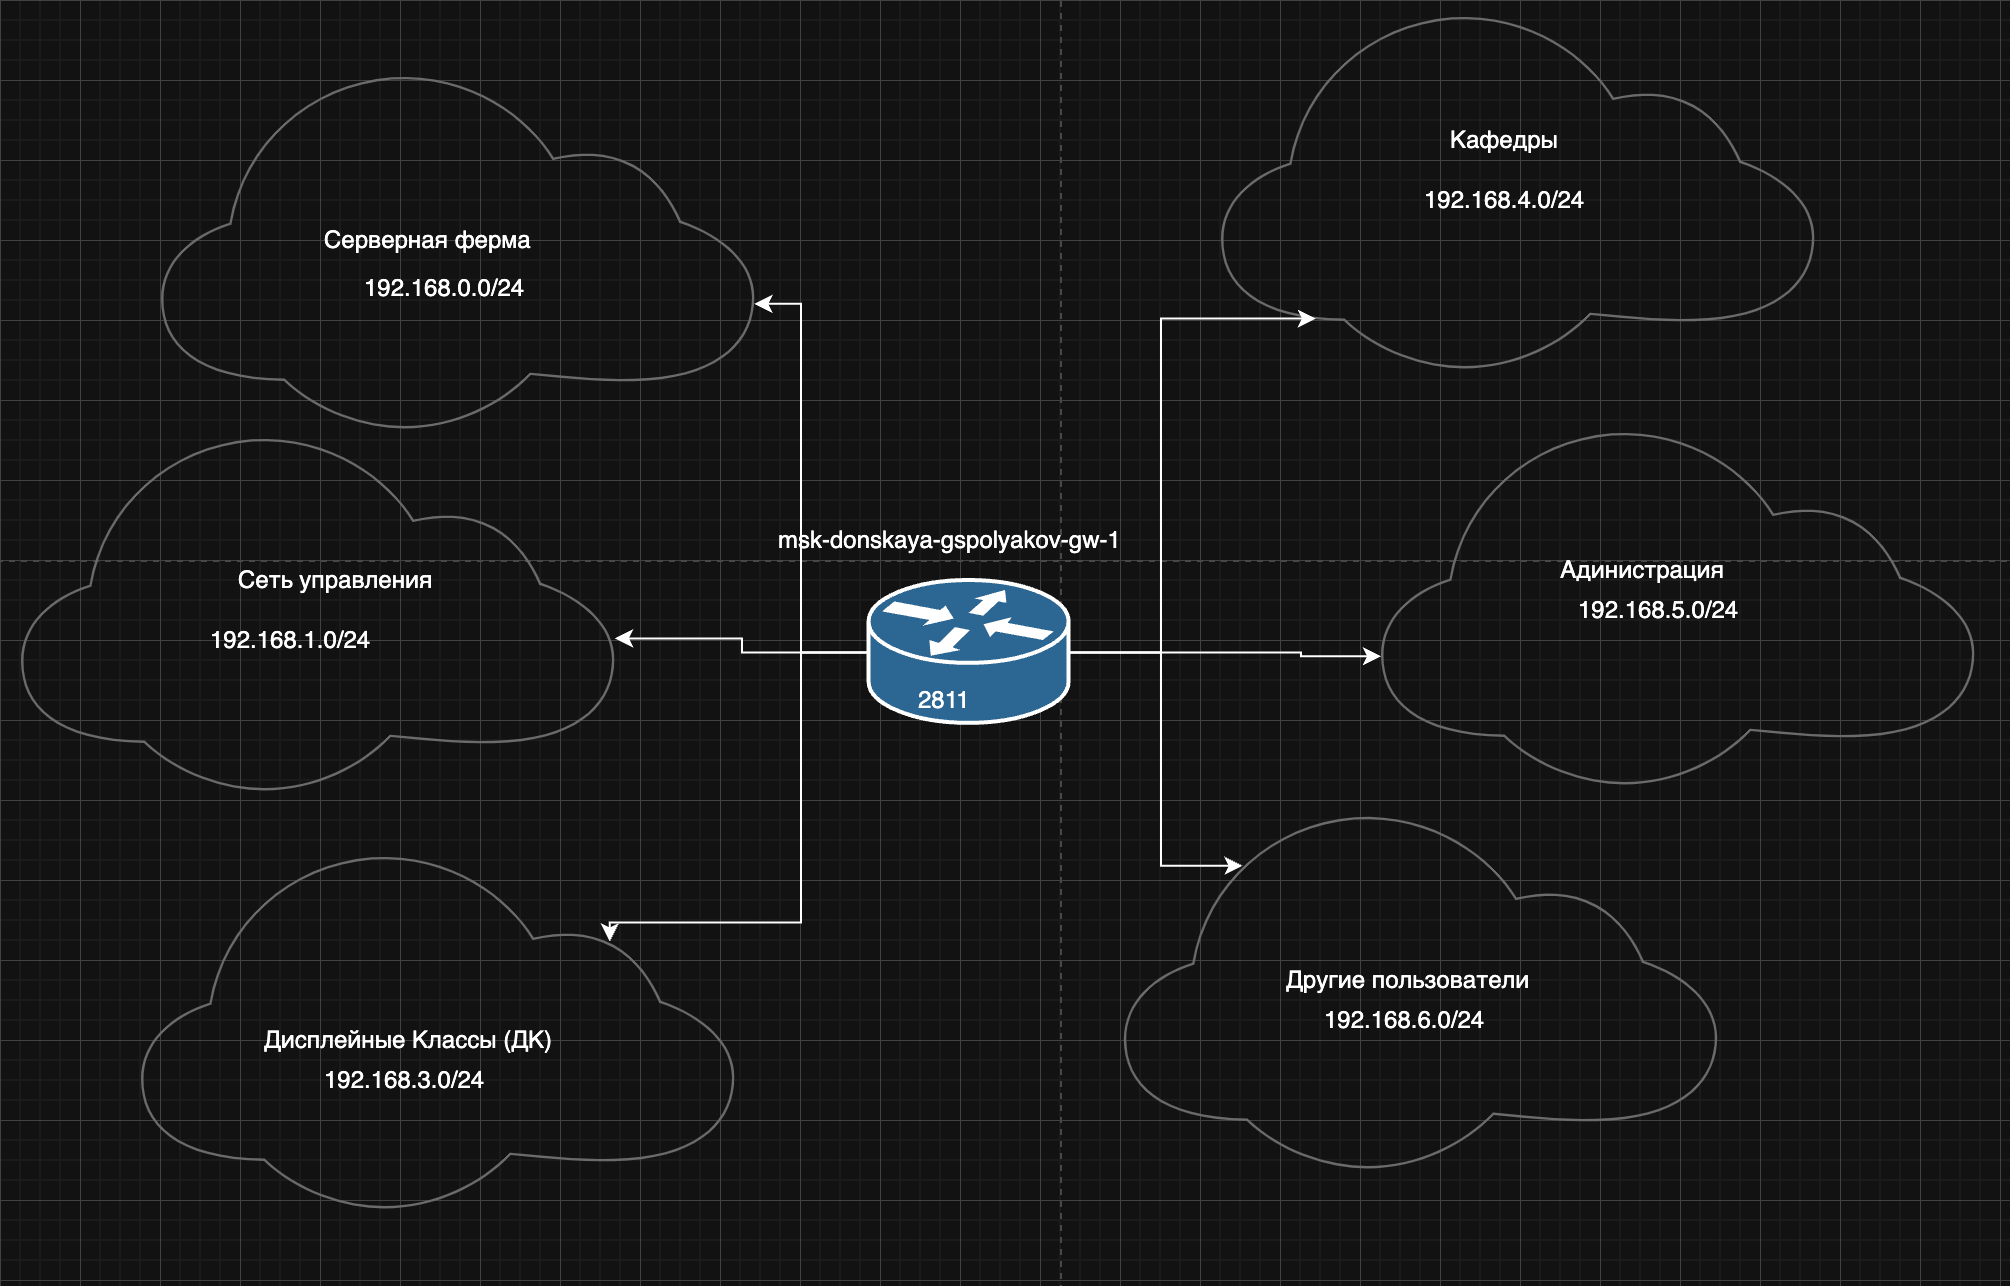 Серверная ферма
192.168.0.0/24
Сеть управления
192.168.1.0/24
Дисплейные Классы (ДК)
192.168.3.0/24
msk-donskaya-gspolyakov-gw-1
2811
Кафедры
192.168.4.0/24
Адинистрация
192.168.5.0/24
Другие пользователи
192.168.6.0/24